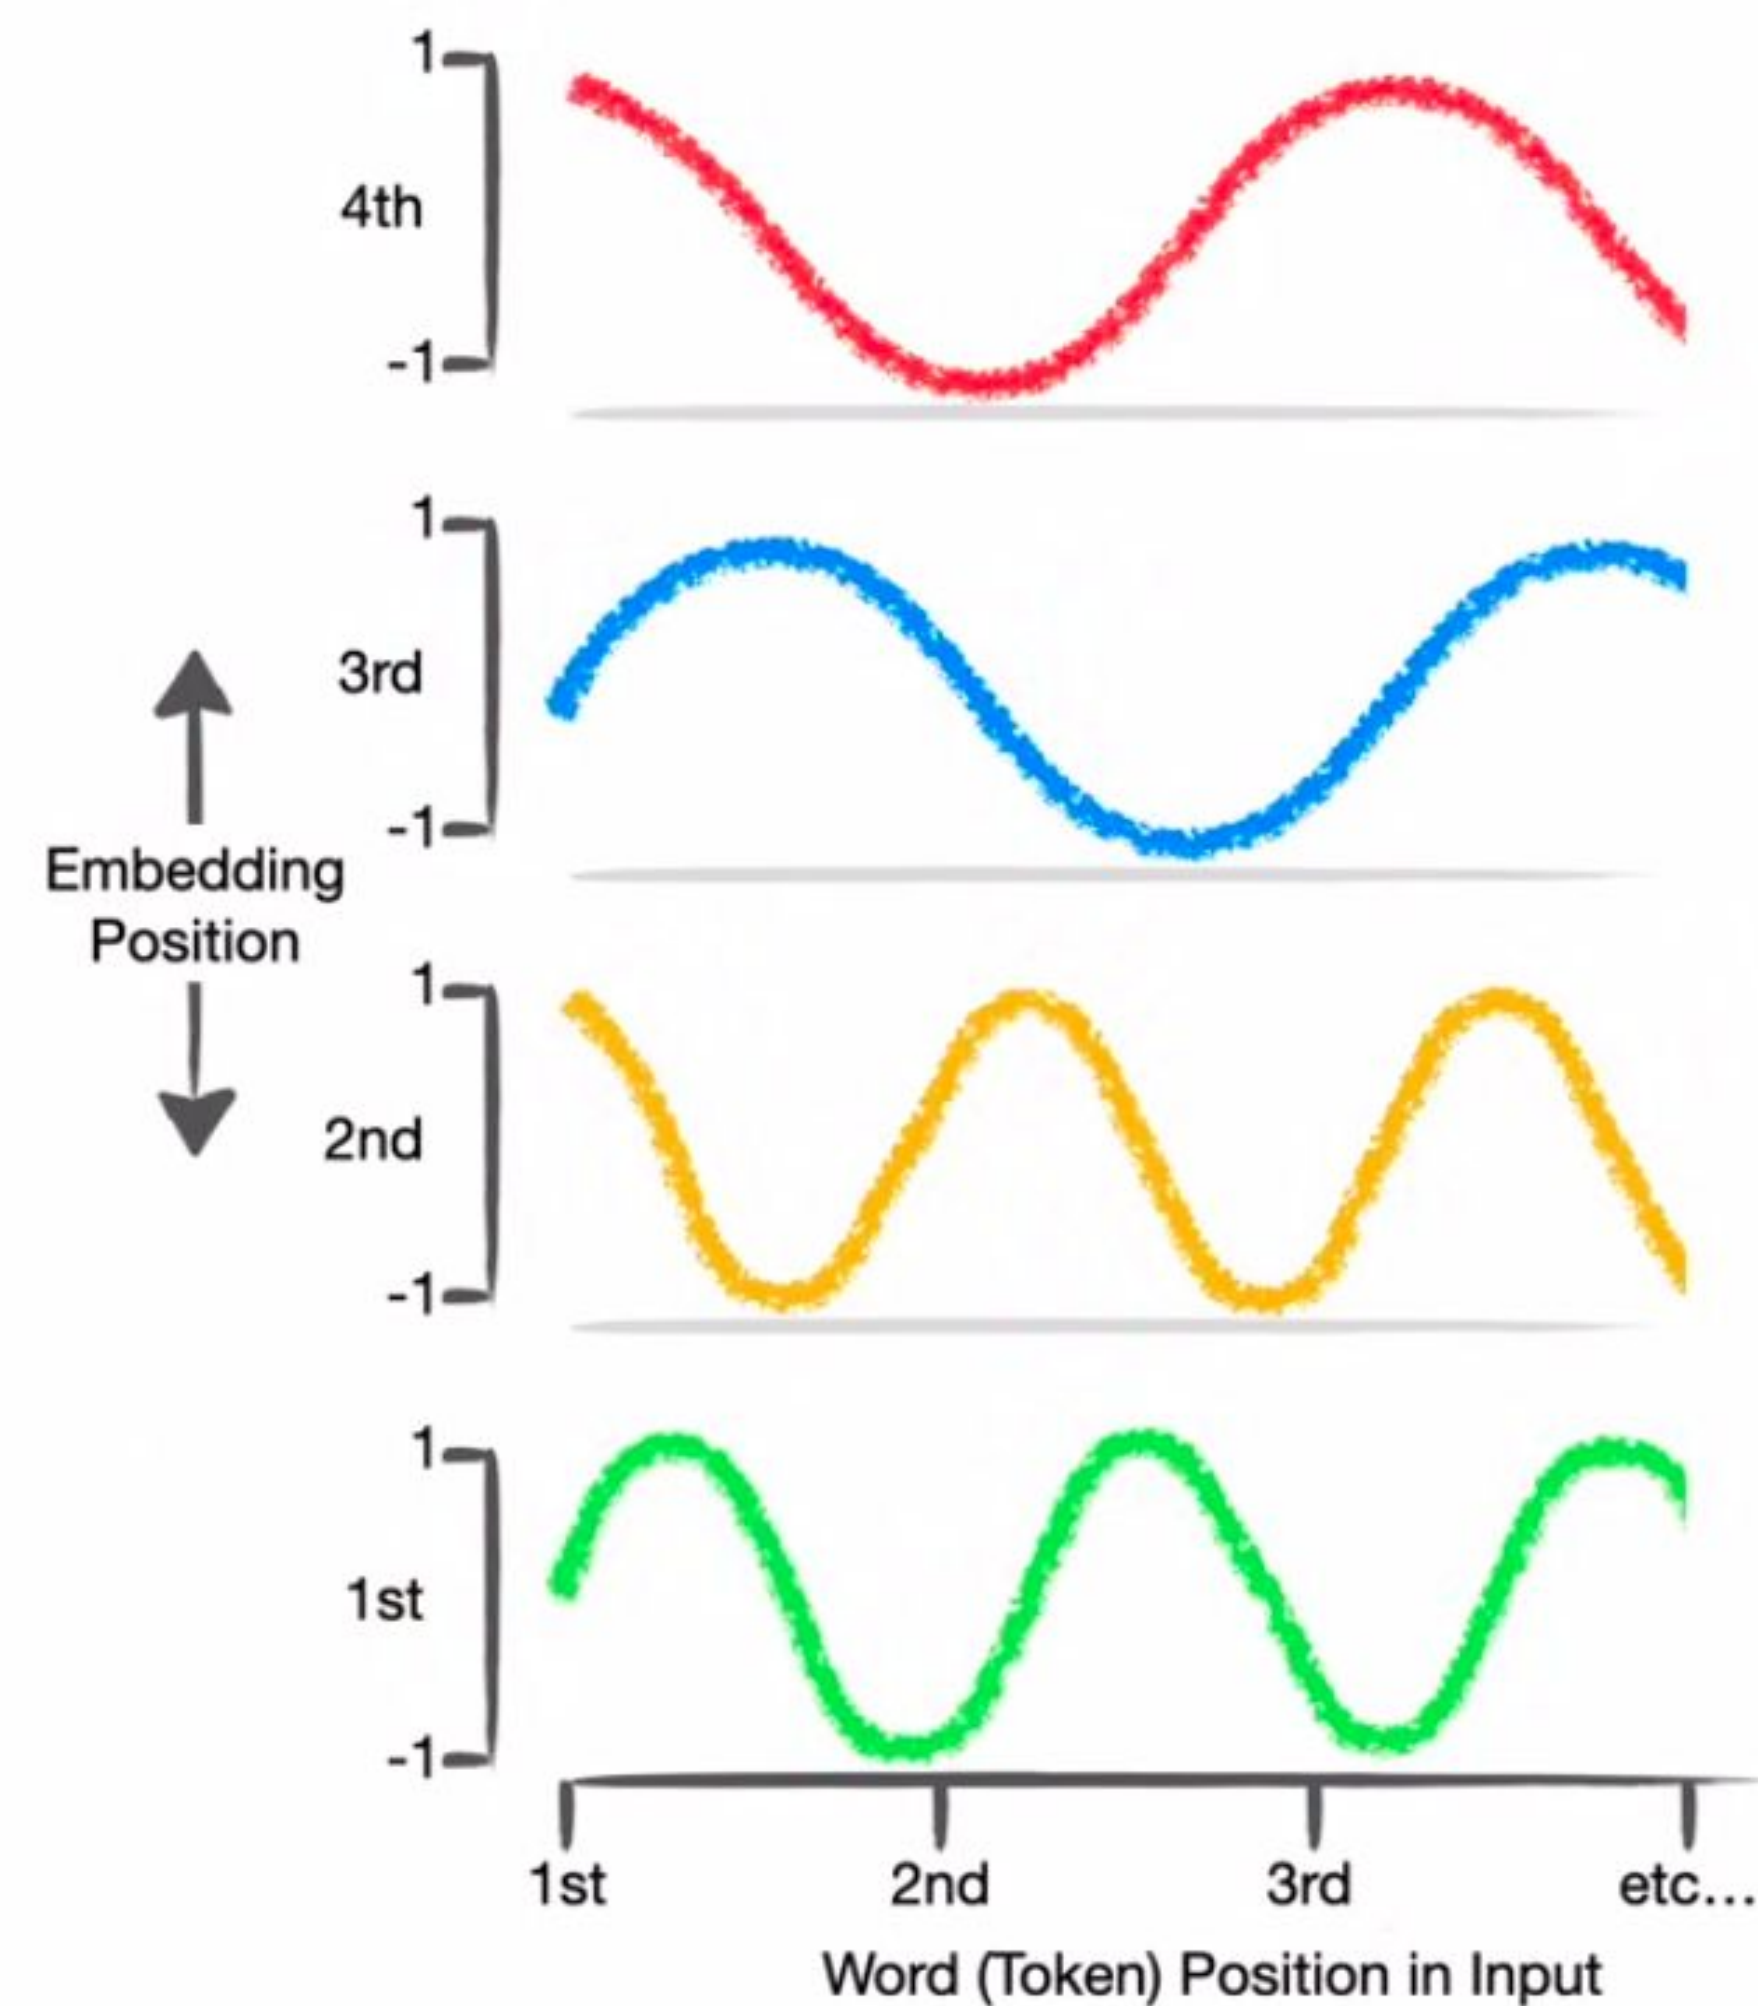 1
4th
-1
1
3rd
-1
Embedding
Position
1
2nd
-1
1
1st
-1
1st 2nd 3rd etc...
Word (Token) Position in Input